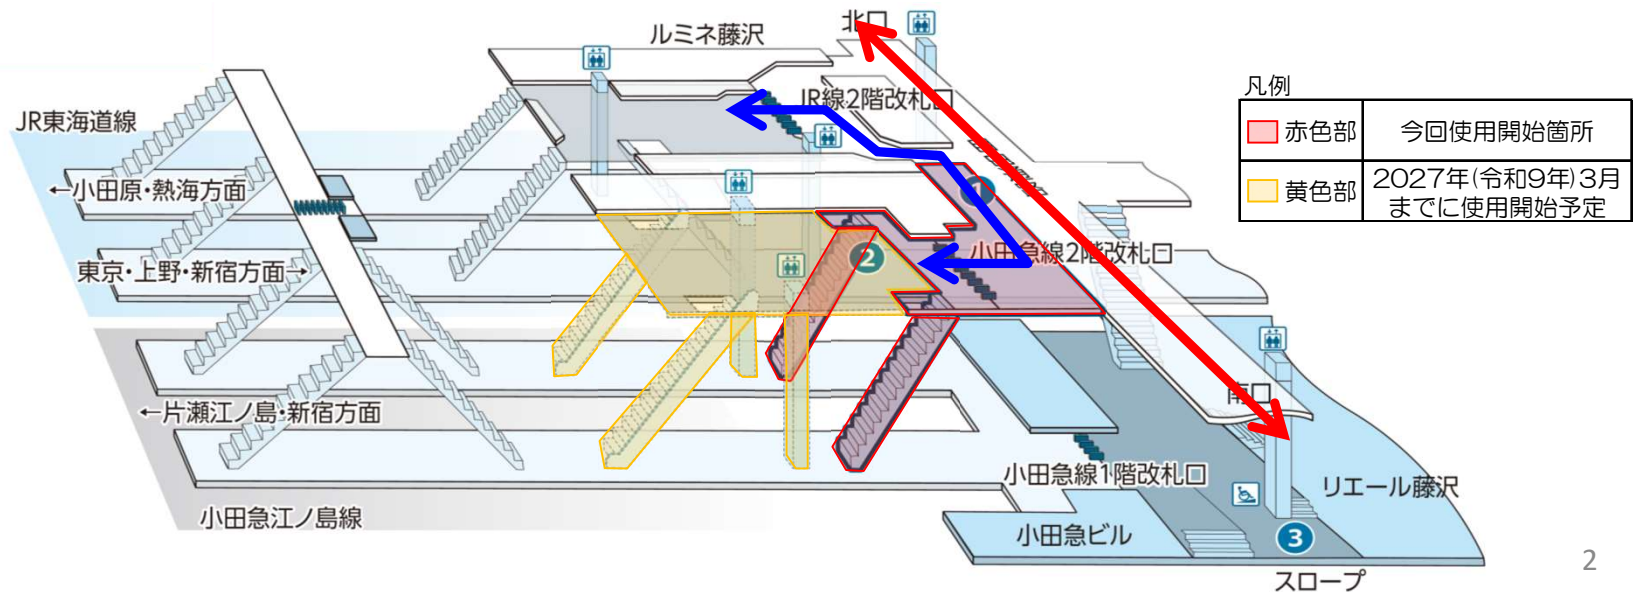 ルミネ藤沢
北口
JR線2階改札口
凡例
赤色部
今回使用開始箇所
黄色部
2027年(令和9年)3月
までに使用開始予定
JR東海道線
←小田原・熱海方面
1
東京・上野・新宿方面→
2
小田急線2階改札口
←片瀬江ノ島・新宿方面
南口
小田急線1階改札口
リエール藤沢
小田急江ノ島線
小田急ビル
3
スロープ
2